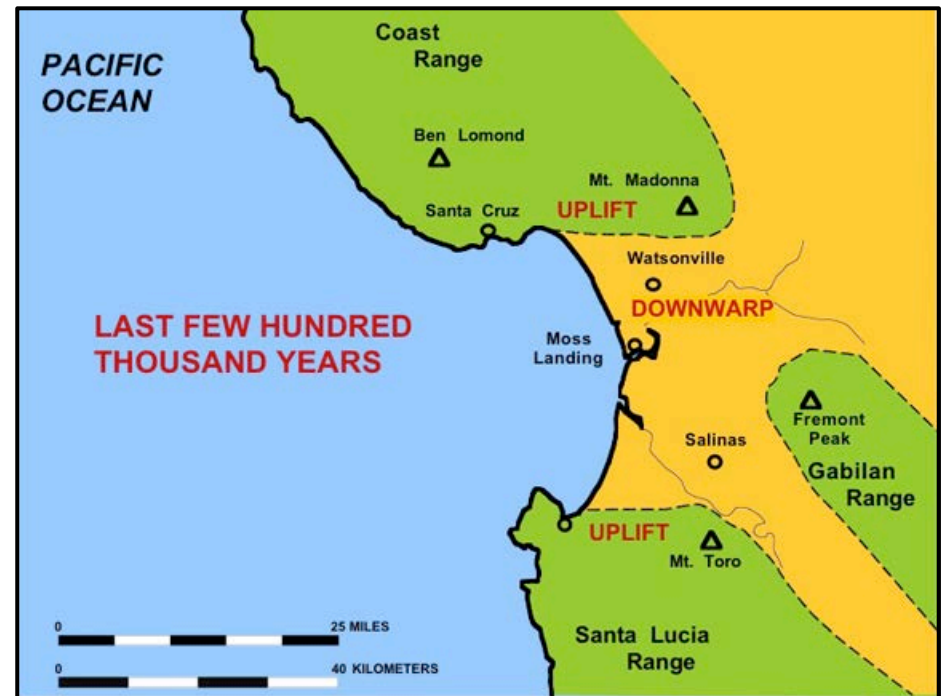 PACIFIC
OCEAN
Coast
Range
Ben Lomond
Mt. Madonna
Santa Cruz
UPLIFT
Watsonville
DOWNWARP
LAST FEW HUNDRED
THOUSAND YEARS
Moss
Landing
Fremont
Peak
Salinas
Gabilan
Range
UPLIFT
Mt. Toro
Santa Lucia
Range
0
25 MILES
0
40 KILOMETERS